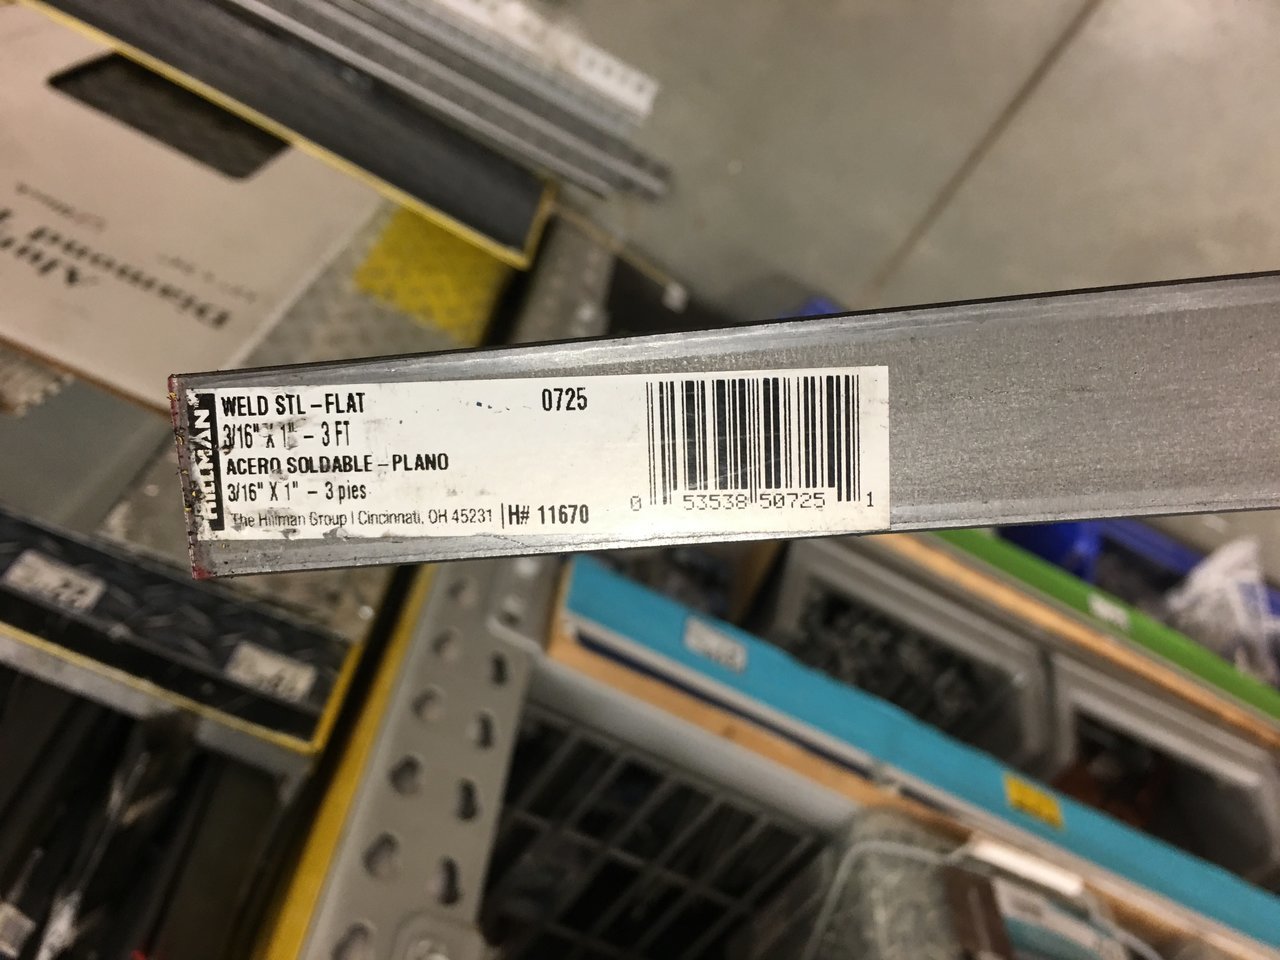 HILLMAN
WELD STL – FLAT 0725
3/16" X 1" – 3 FT
ACERO SOLDABLE – PLANO
3/16" X 1" – 3 pies
The Hillman Group | Cincinnati, OH 45231 | H# 11670
0 53538 50725 1
Diamond